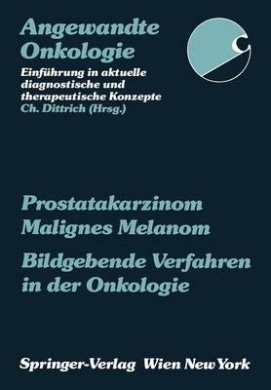 Angewandte
Onkologie
Einführung in aktuelle
diagnostische und
therapeutische Konzepte
Ch. Dittrich (Hrsg.)
Prostatakarzinom
Malignes Melanom
Bildgebende Verfahren
in der Onkologie
Springer-Verlag Wien New York